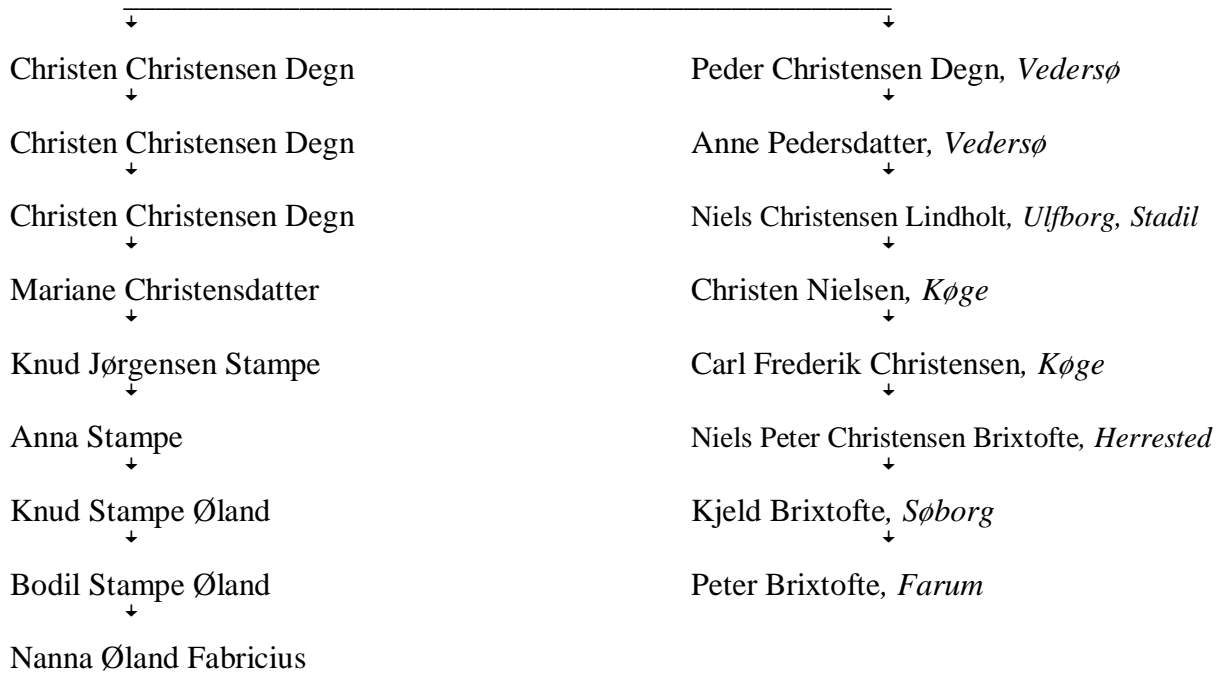 Christen Christensen Degn Peder Christensen Degn, Vedersø
Christen Christensen Degn Anne Pedersdatter, Vedersø
Christen Christensen Degn Niels Christensen Lindholt, Ulfborg, Stadil
Mariane Christensdatter Christen Nielsen, Køge
Knud Jørgensen Stampe Carl Frederik Christensen, Køge
Anna Stampe Niels Peter Christensen Brixtofte, Herrested
Knud Stampe Øland Kjeld Brixtofte, Søborg
Bodil Stampe Øland Peter Brixtofte, Farum
Nanna Øland Fabricius